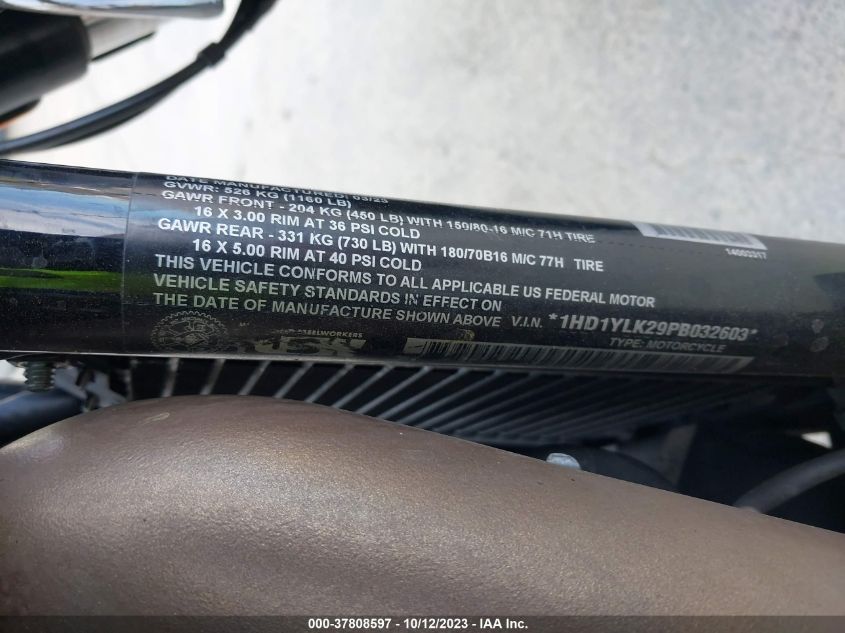 DATE MANUFACTURED: 03/23
GVWR: 526 KG (1160 LB)
GAWR FRONT - 204 KG (450 LB) WITH 150/80-16 M/C 71H TIRE
16 X 3.00 RIM AT 36 PSI COLD
GAWR REAR - 331 KG (730 LB) WITH 180/70B16 M/C 77H TIRE
16 X 5.00 RIM AT 40 PSI COLD
THIS VEHICLE CONFORMS TO ALL APPLICABLE US FEDERAL MOTOR
VEHICLE SAFETY STANDARDS IN EFFECT ON
THE DATE OF MANUFACTURE SHOWN ABOVE V.I.N. *1HD1YLK29PB032603*
TYPE: MOTORCYCLE
14003317
STEELWORKERS
000-37808597 - 10/12/2023 - IAA Inc.